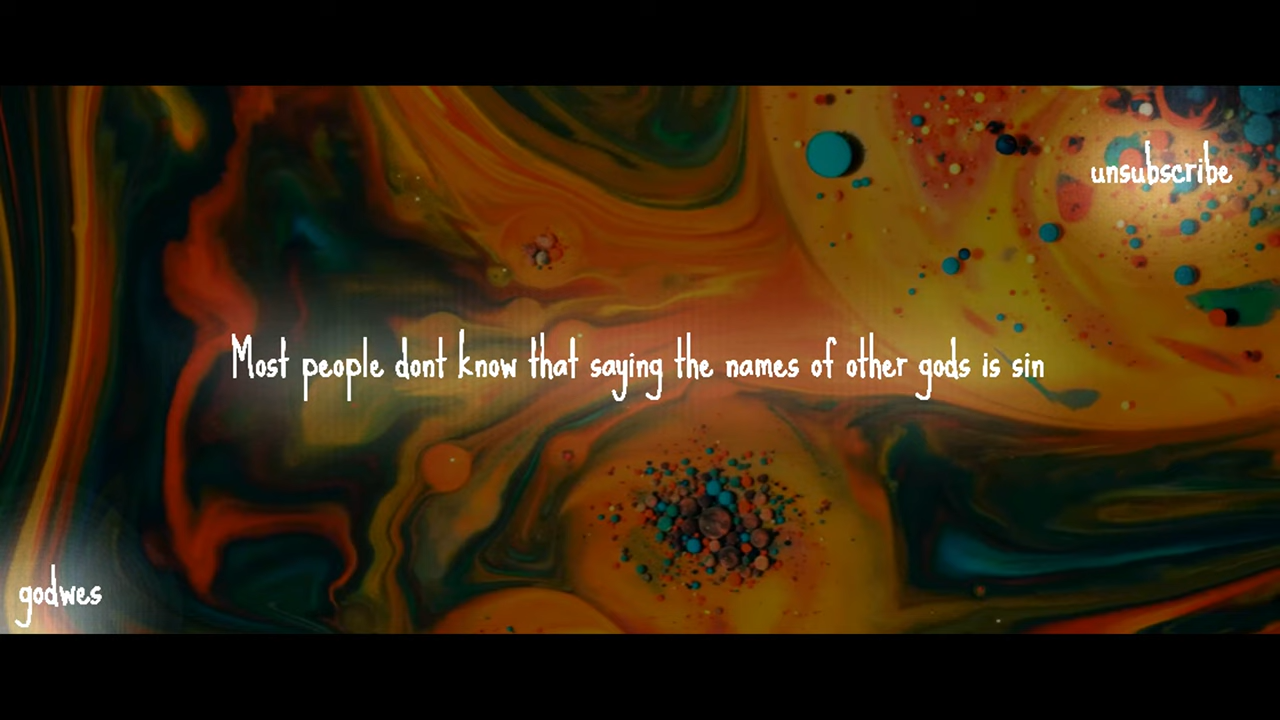 unsubscribe
Most people dont know that saying the names of other gods is sin
godwes